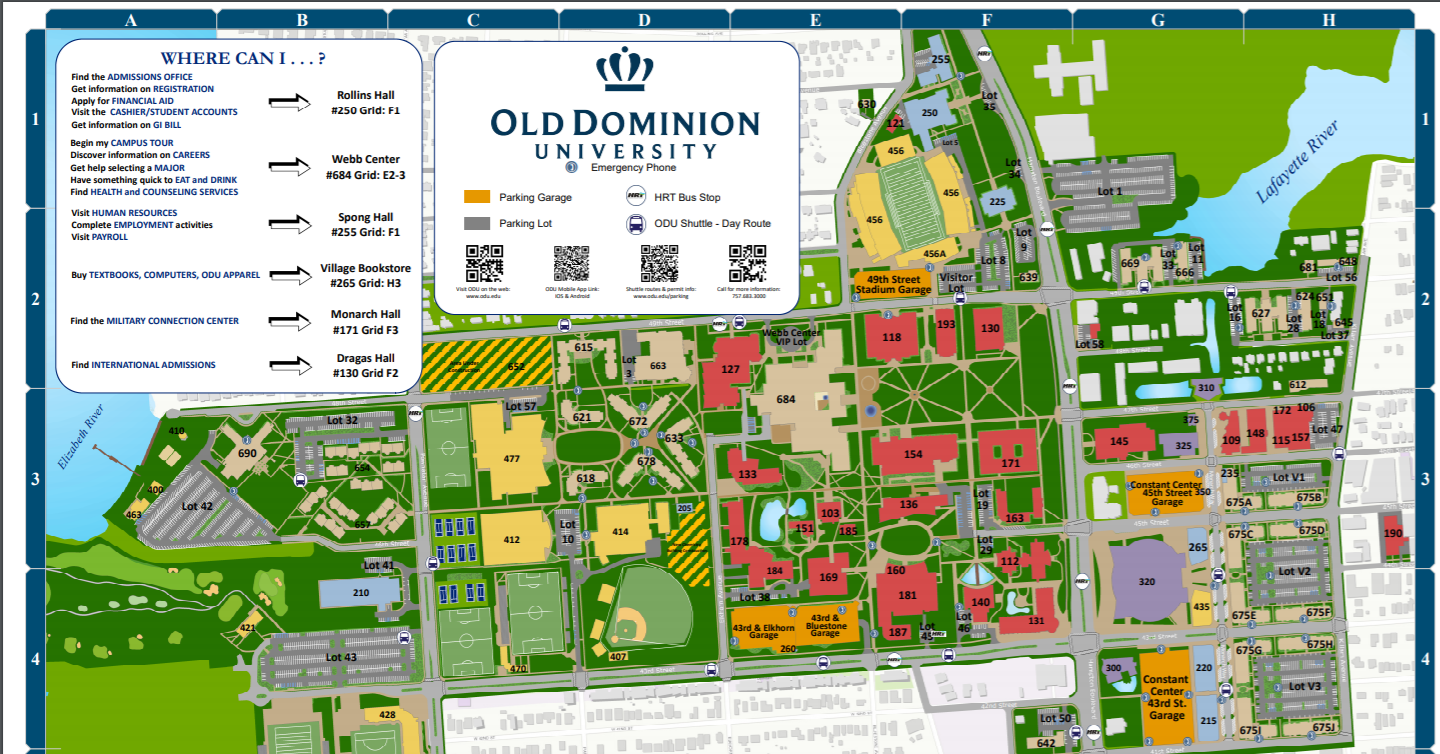 A B C D E F G H
WHERE CAN I . . . ?
Find the ADMISSIONS OFFICE
Get information on REGISTRATION
Apply for FINANCIAL AID
Visit the CASHIER/STUDENT ACCOUNTS
Get information on GI BILL
Rollins Hall
#250 Grid: F1
Begin my CAMPUS TOUR
Discover information on CAREERS
Get help selecting a MAJOR
Have something quick to EAT and DRINK
Find HEALTH and COUNSELING SERVICES
Webb Center
#684 Grid: E2-3
Visit HUMAN RESOURCES
Complete EMPLOYMENT activities
Visit PAYROLL
Spong Hall
#255 Grid: F1
Buy TEXTBOOKS, COMPUTERS, ODU APPAREL
Village Bookstore
#265 Grid: H3
Find the MILITARY CONNECTION CENTER
Monarch Hall
#171 Grid F3
Find INTERNATIONAL ADMISSIONS
Dragas Hall
#130 Grid F2
OLD DOMINION
UNIVERSITY
Emergency Phone
Parking Garage
HRT Bus Stop
Parking Lot
ODU Shuttle - Day Route
Visit ODU on the web:
www.odu.edu
ODU Mobile App Link:
iOS & Android
Shuttle routes & permit info:
www.odu.edu/parking
Call for more information:
757.683.3000
1
1
255
Lot
35
630
121
250
Lot 5
456
456
456
456A
Lot
34
225
Lot 1
Lafayette River
2
2
Lot
9
Lot 8
639
Visitor
Lot
49th Street
Stadium Garage
669
Lot
33
666
Lot
11
681
648
Lot 56
Lot
16
627
624
651
Lot
28
Lot
18
645
Lot 37
Lot 58
49th Street
652
615
Lot
3
663
127
Webb Center
VIP Lot
118
193
130
684
310
612
3
3
Elizabeth River
410
690
Lot 32
654
657
400
463
Lot 42
Lot 57
477
621
672
633
678
618
133
154
171
145
325
375
109
148
172
106
115
157
Lot 47
235
Constant Center
45th Street
Garage
350
Lot V1
675A
675B
45th Street
675C
675D
190
412
Lot
10
414
205
178
151
103
185
136
Lot
19
163
Lot
29
112
265
320
Lot V2
4
4
Lot 41
210
421
Lot 43
428
470
407
184
169
Lot 38
43rd & Elkhorn
Garage
43rd &
Bluestone
Garage
260
160
181
187
Lot
45
Lot
46
140
131
435
675E
675F
43rd Street
675G
675H
300
Constant
Center
43rd St.
Garage
220
215
Lot V3
675I
675J
Lot 50
642